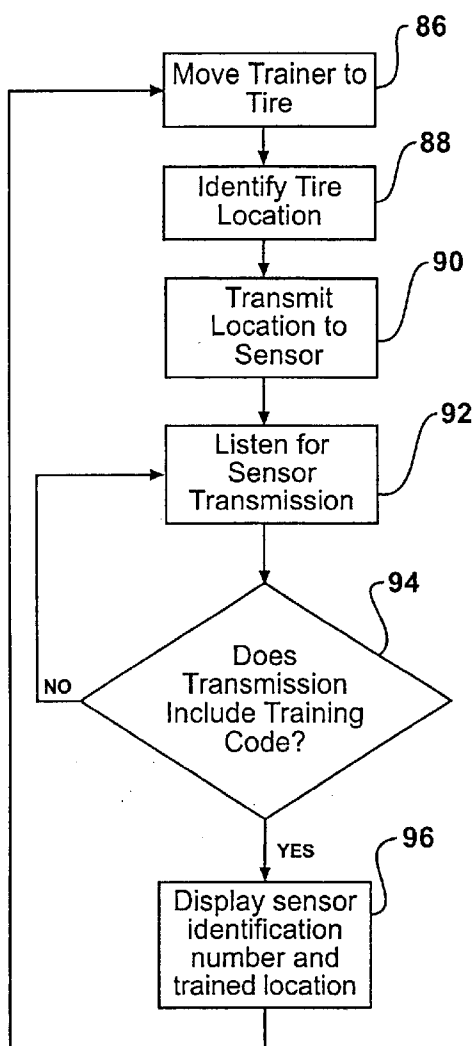 86
Move Trainer to
Tire
88
Identify Tire
Location
90
Transmit
Location to
Sensor
92
Listen for
Sensor
Transmission
94
Does
Transmission
Include Training
Code?
NO
YES
96
Display sensor
identification
number and
trained location